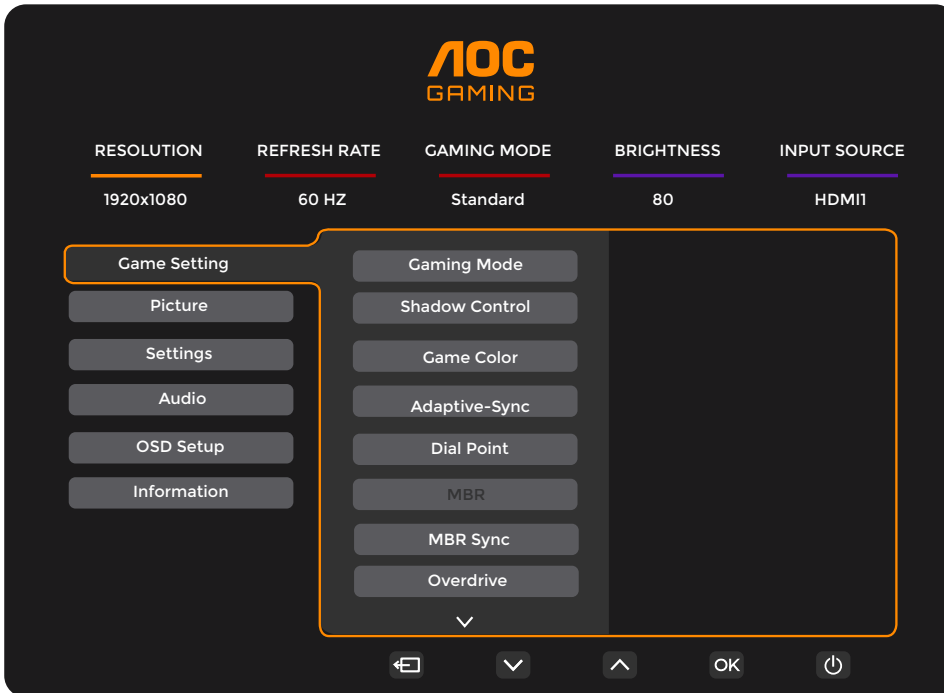 AOC
GAMING
RESOLUTION REFRESH RATE GAMING MODE BRIGHTNESS INPUT SOURCE
1920x1080 60 HZ Standard 80 HDMI1
Game Setting
Picture
Settings
Audio
OSD Setup
Information
Gaming Mode
Shadow Control
Game Color
Adaptive-Sync
Dial Point
MBR
MBR Sync
Overdrive
OK